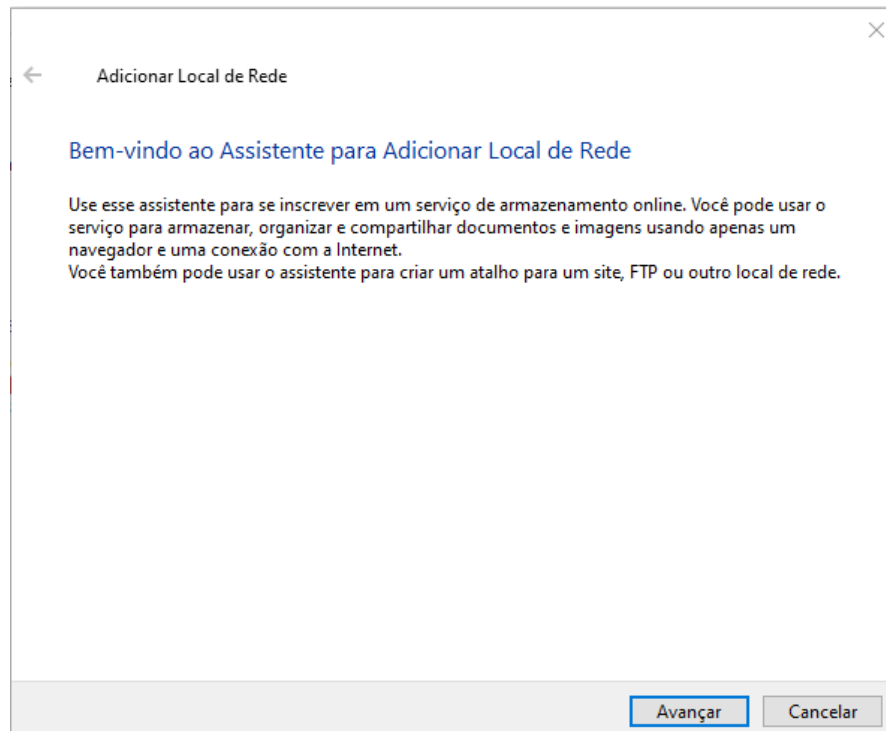 Adicionar Local de Rede
Bem-vindo ao Assistente para Adicionar Local de Rede
Use esse assistente para se inscrever em um serviço de armazenamento online. Você pode usar o
serviço para armazenar, organizar e compartilhar documentos e imagens usando apenas um
navegador e uma conexão com a Internet.
Você também pode usar o assistente para criar um atalho para um site, FTP ou outro local de rede.
Avançar
Cancelar